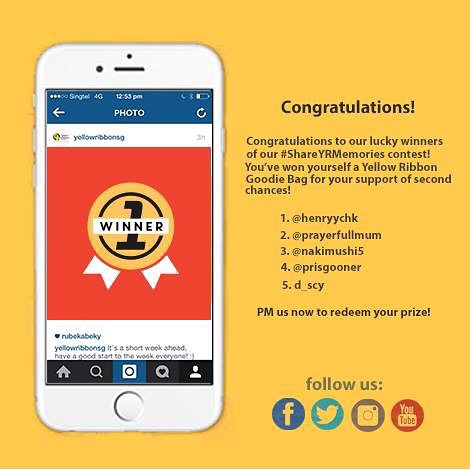 Singtel 4G 12:53 pm
PHOTO
yellowribbonsg 3h
1
WINNER
rubekabeky
yellowribbonsg It's a short week ahead,
have a good start to the week everyone! :)
Congratulations!
Congratulations to our lucky winners
of our #ShareYRMemories contest!
You've won yourself a Yellow Ribbon
Goodie Bag for your support of second
chances!
1. @henryychk
2. @prayerfullmum
3. @nakimushi5
4. @prisgooner
5. d_scy
PM us now to redeem your prize!
follow us:
You
Tube